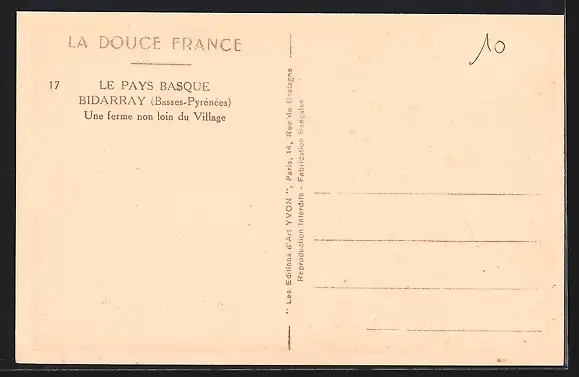 LA DOUCE FRANCE
17 LE PAYS BASQUE
BIDARRAY (Basses-Pyrénées)
Une ferme non loin du Village
" Les Editions d'Art YVON ", Paris, 14, Rue de Bretagne
Reproduction interdite - Fabrication française
10